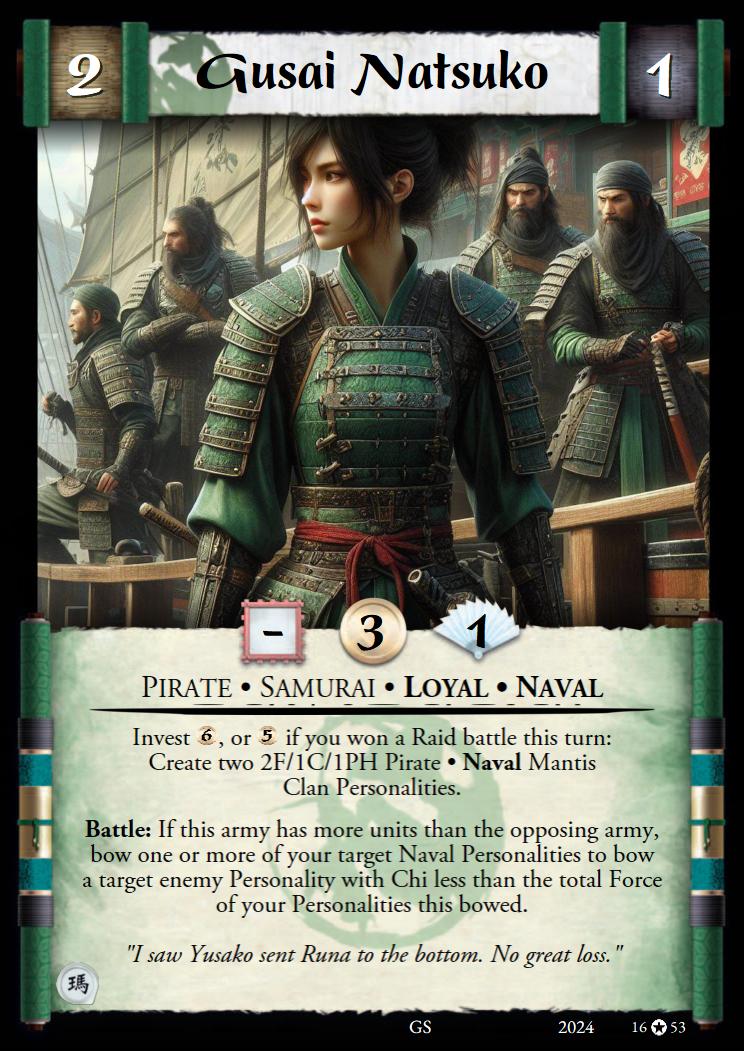 2 Gusai Natsuko 1
- 3 1
PIRATE • SAMURAI • LOYAL • NAVAL
Invest 6, or 5 if you won a Raid battle this turn:
Create two 2F/1C/1PH Pirate • Naval Mantis
Clan Personalities.
Battle: If this army has more units than the opposing army,
bow one or more of your target Naval Personalities to bow
a target enemy Personality with Chi less than the total Force
of your Personalities this bowed.
"I saw Yusako sent Runa to the bottom. No great loss."
瑪
GS 2024 16 ✪ 53